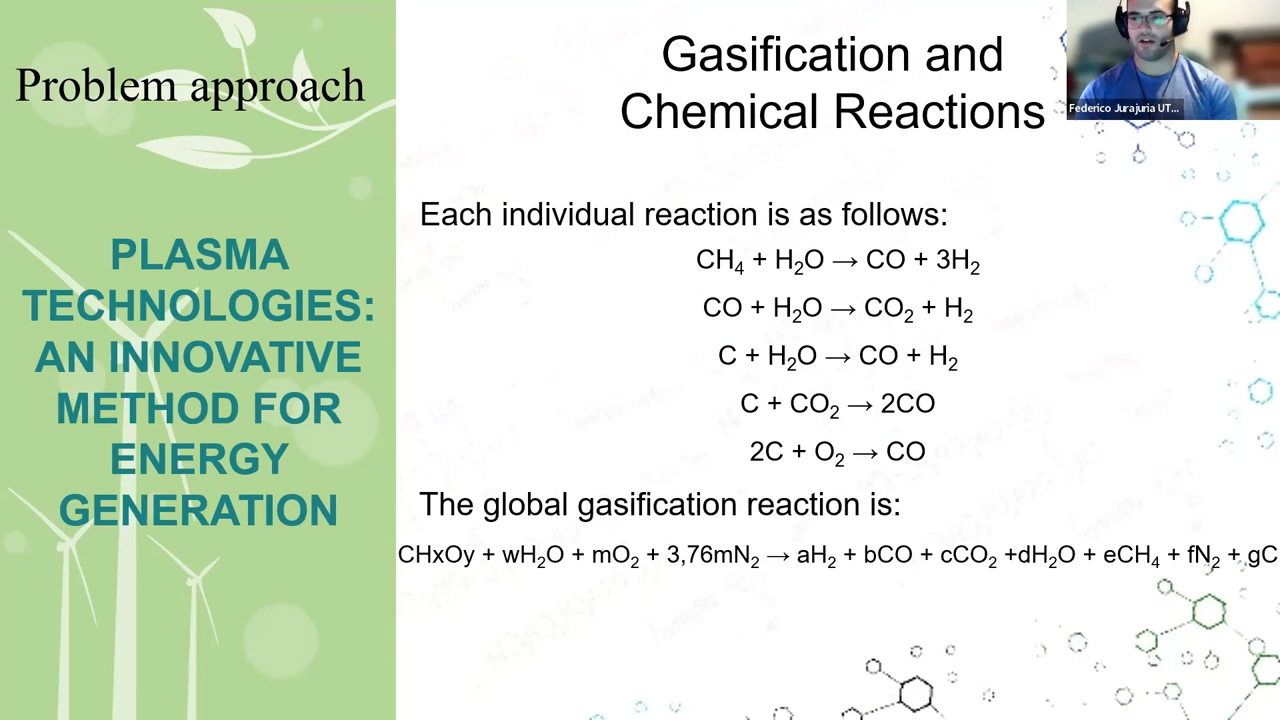 Problem approach
PLASMA
TECHNOLOGIES:
AN INNOVATIVE
METHOD FOR
ENERGY
GENERATION
Gasification and
Chemical Reactions
Federico Jurajuria UT...
Each individual reaction is as follows:
CH₄ + H₂O → CO + 3H₂
CO + H₂O → CO₂ + H₂
C + H₂O → CO + H₂
C + CO₂ → 2CO
2C + O₂ → CO
The global gasification reaction is:
CHxOy + wH₂O + mO₂ + 3,76mN₂ → aH₂ + bCO + cCO₂ +dH₂O + eCH₄ + fN₂ + gC